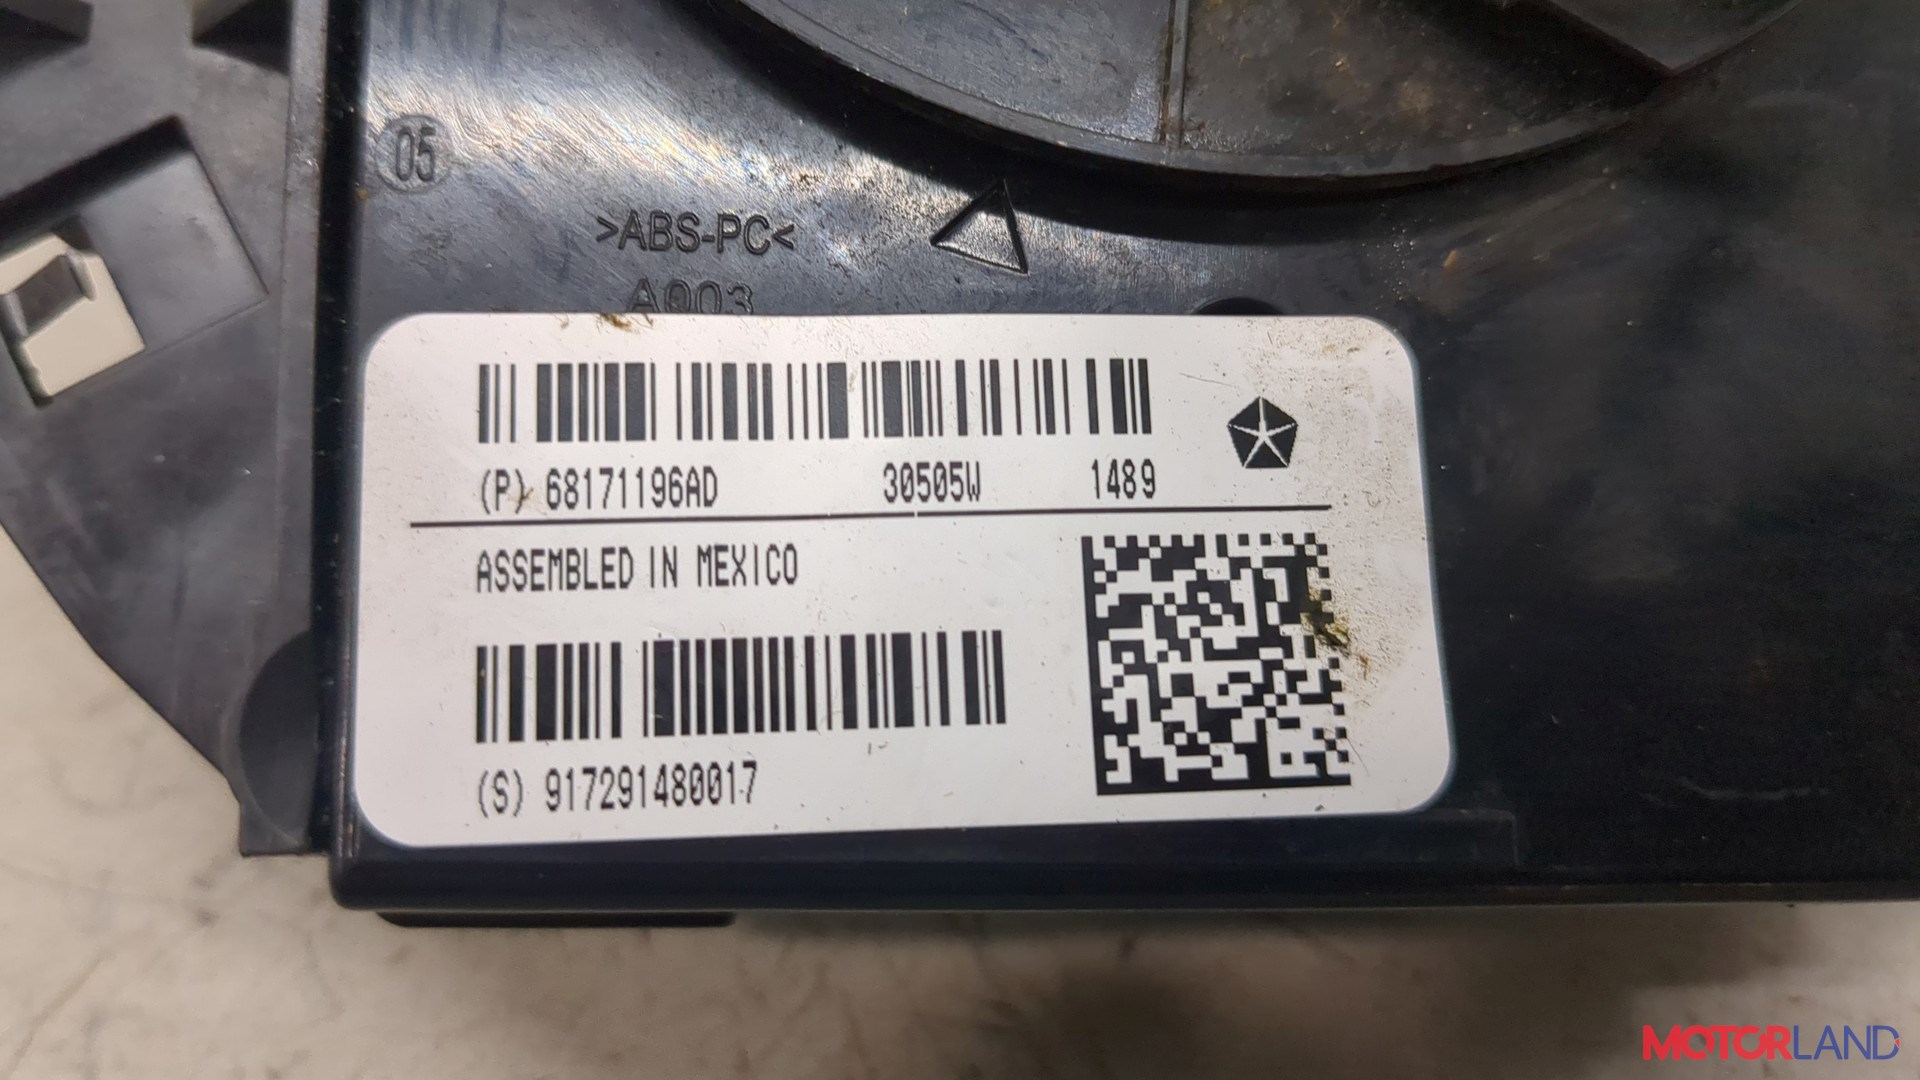 05
>ABS-PC<
A003
(P) 68171196AD 30505W 1489
ASSEMBLED IN MEXICO
(S) 917291480017
MOTORLAND